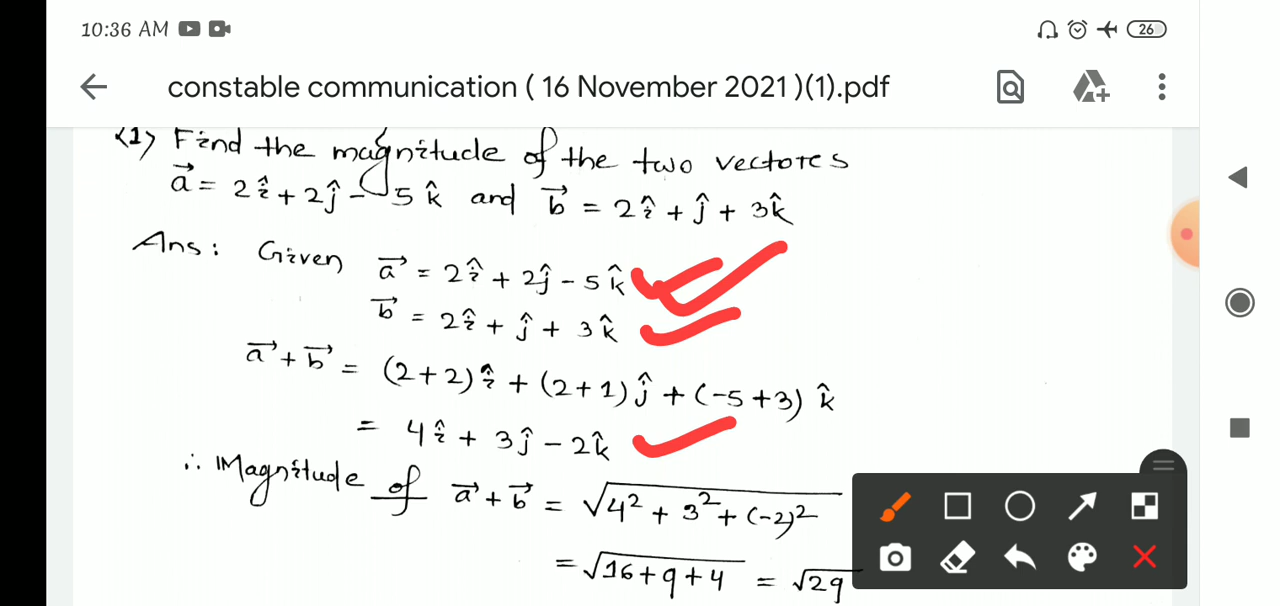 10:36 AM 26
constable communication ( 16 November 2021 )(1).pdf
(1) Find the magnitude of the two vectores
a⃗ = 2î + 2ĵ - 5k̂ and b⃗ = 2î + ĵ + 3k̂
Ans: Given a⃗ = 2î + 2ĵ - 5k̂
b⃗ = 2î + ĵ + 3k̂
a⃗ + b⃗ = (2+2)î + (2+1)ĵ + (-5+3)k̂
= 4î + 3ĵ - 2k̂
∴ Magnitude of a⃗ + b⃗ = √4² + 3² + (-2)²
= √16+9+4 = √29